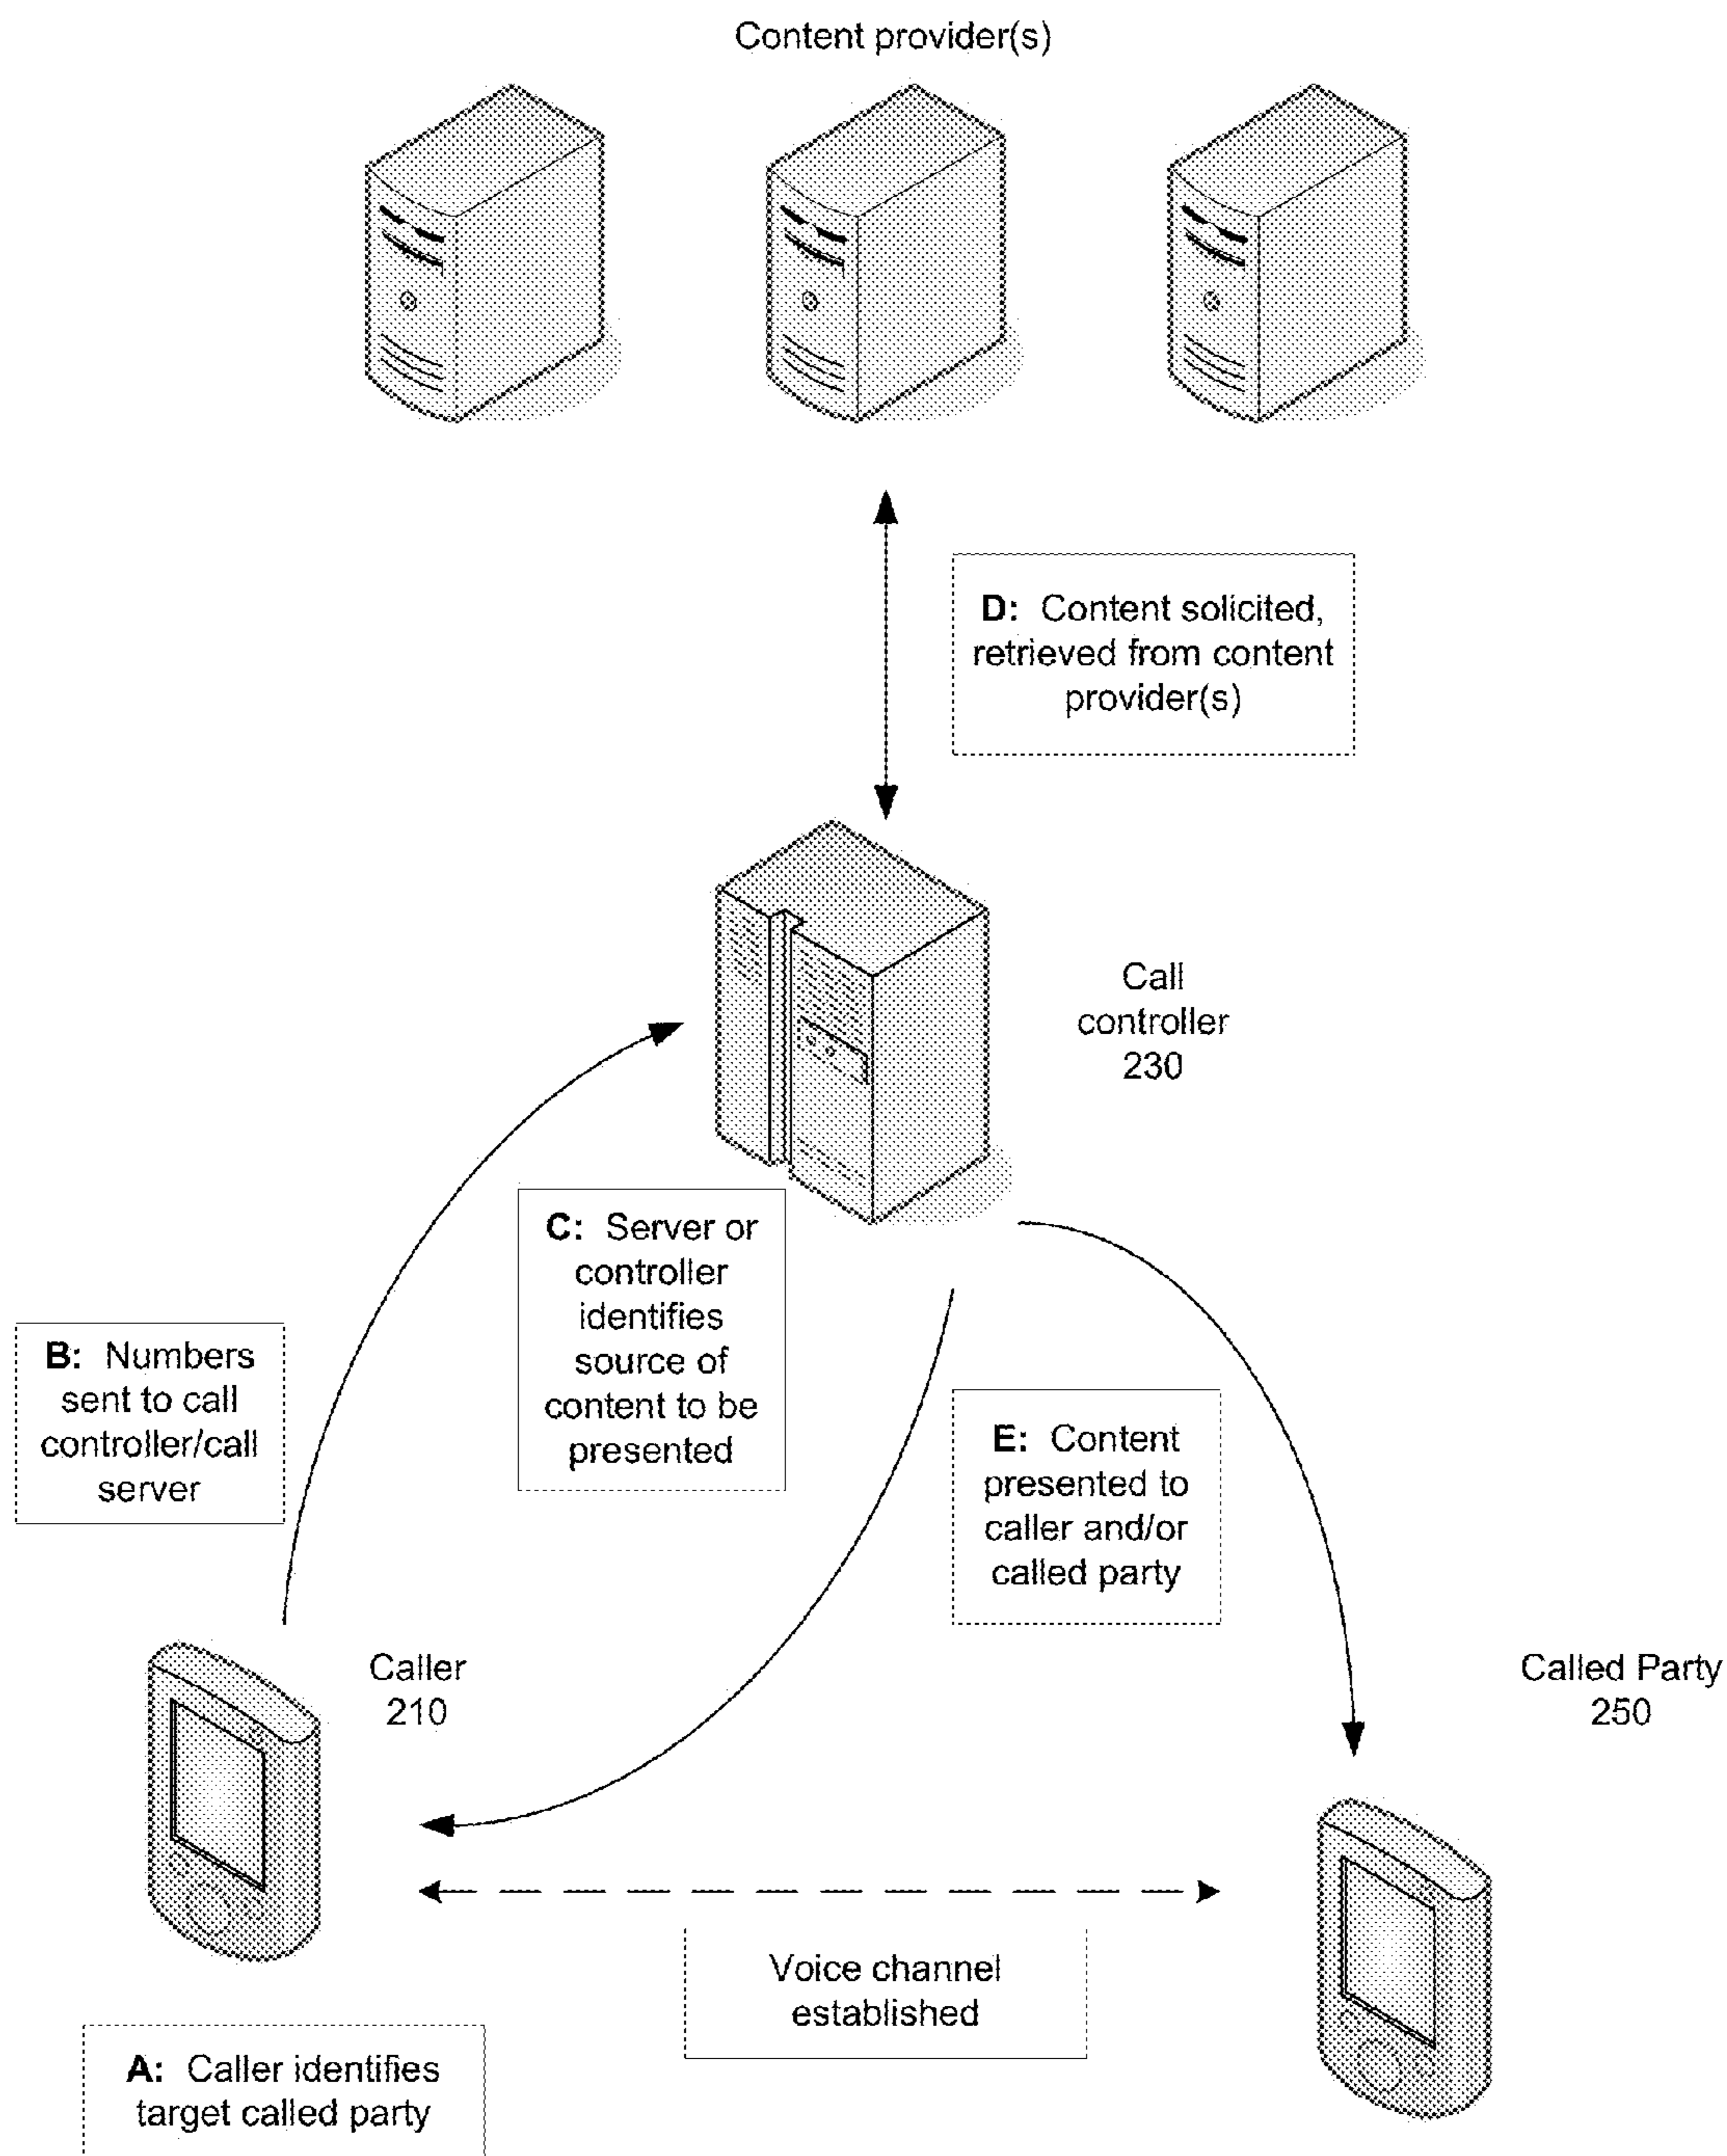 Content provider(s)
D: Content solicited,
retrieved from content
provider(s)
Call
controller
230
C: Server or
controller
identifies
source of
content to be
presented
B: Numbers
sent to call
controller/call
server
E: Content
presented to
caller and/or
called party
Caller
210
Called Party
250
Voice channel
established
A: Caller identifies
target called party